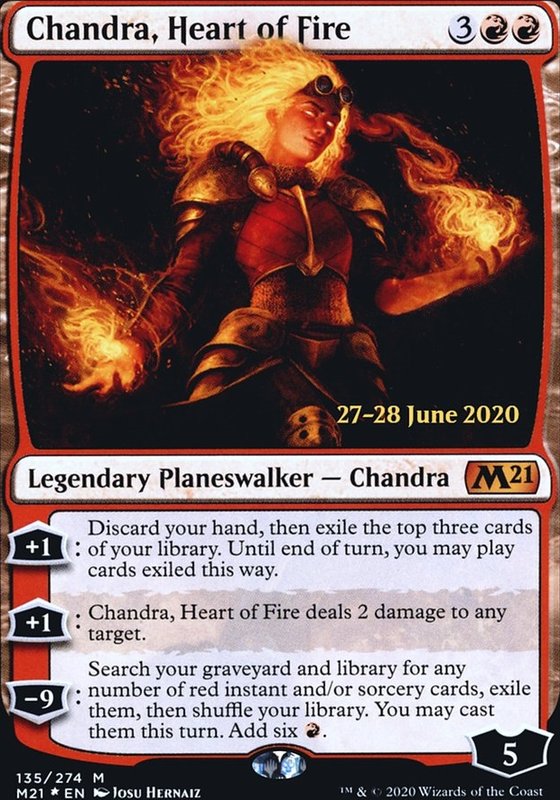 Chandra, Heart of Fire 3
27–28 June 2020
Legendary Planeswalker — Chandra M21
Discard your hand, then exile the top three cards
+1 : of your library. Until end of turn, you may play
cards exiled this way.
+1 : Chandra, Heart of Fire deals 2 damage to any
target.
Search your graveyard and library for any
number of red instant and/or sorcery cards, exile
−9 : them, then shuffle your library. You may cast
them this turn. Add six .
5
135/274 M
M21 ★ EN Josu Hernaiz
™ & © 2020 Wizards of the Coast